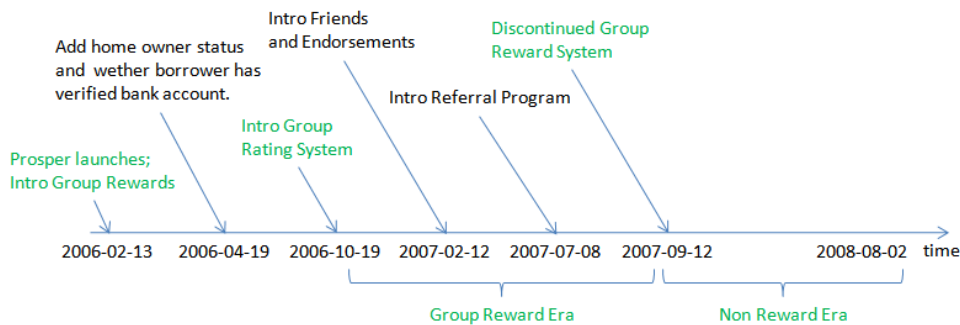 Intro Friends
and Endorsements
Discontinued Group
Reward System
Add home owner status
and wether borrower has
verified bank account.
Intro Referral Program
Intro Group
Rating System
Prosper launches;
Intro Group Rewards
2006-02-13 2006-04-19 2006-10-19 2007-02-12 2007-07-08 2007-09-12 2008-08-02 time
Group Reward Era Non Reward Era